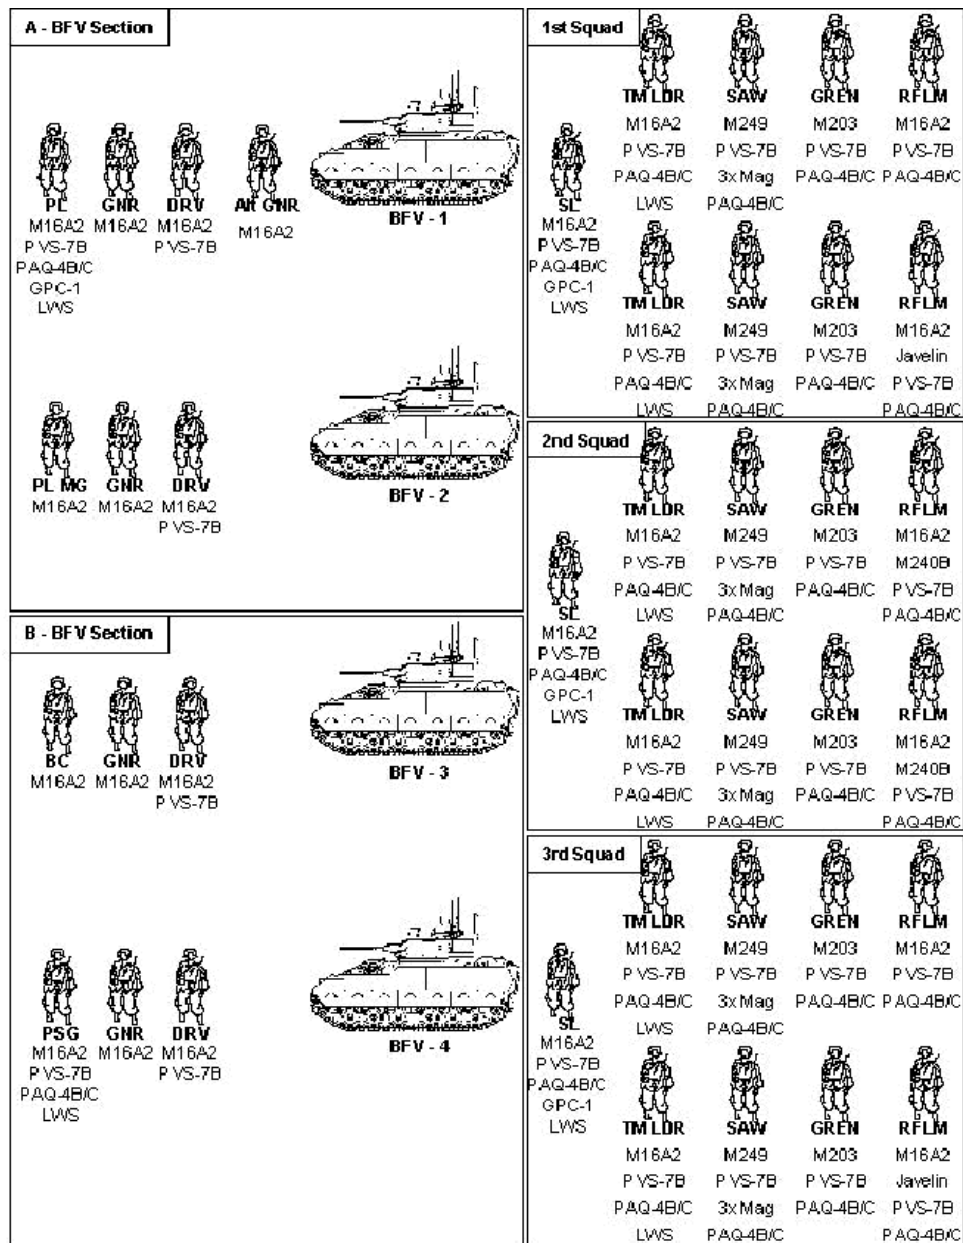 A - BFV Section
PL GNR DRV Alt GNR
M16A2 M16A2 M16A2 M16A2
PVS-7B PVS-7B
PAQ-4B/C
GPC-1
LWS
BFV - 1
PL MG GNR DRV
M16A2 M16A2 M16A2
PVS-7B
BFV - 2
B - BFV Section
BC GNR DRV
M16A2 M16A2 M16A2
PVS-7B
BFV - 3
PSG GNR DRV
M16A2 M16A2 M16A2
PVS-7B PVS-7B
PAQ-4B/C
LWS
BFV - 4
1st Squad
SL
M16A2
PVS-7B
PAQ-4B/C
GPC-1
LWS
TM LDR SAW GREN RFLM
M16A2 M249 M203 M16A2
PVS-7B PVS-7B PVS-7B PVS-7B
PAQ-4B/C 3x Mag PAQ-4B/C PAQ-4B/C
LWS PAQ-4B/C
TM LDR SAW GREN RFLM
M16A2 M249 M203 M16A2
PVS-7B PVS-7B PVS-7B Javelin
PAQ-4B/C 3x Mag PAQ-4B/C PVS-7B
LWS PAQ-4B/C PAQ-4B/C
2nd Squad
SL
M16A2
PVS-7B
PAQ-4B/C
GPC-1
LWS
TM LDR SAW GREN RFLM
M16A2 M249 M203 M16A2
PVS-7B PVS-7B PVS-7B M240B
PAQ-4B/C 3x Mag PAQ-4B/C PVS-7B
LWS PAQ-4B/C PAQ-4B/C
TM LDR SAW GREN RFLM
M16A2 M249 M203 M16A2
PVS-7B PVS-7B PVS-7B M240B
PAQ-4B/C 3x Mag PAQ-4B/C PVS-7B
LWS PAQ-4B/C PAQ-4B/C
3rd Squad
SL
M16A2
PVS-7B
PAQ-4B/C
GPC-1
LWS
TM LDR SAW GREN RFLM
M16A2 M249 M203 M16A2
PVS-7B PVS-7B PVS-7B PVS-7B
PAQ-4B/C 3x Mag PAQ-4B/C PAQ-4B/C
LWS PAQ-4B/C
TM LDR SAW GREN RFLM
M16A2 M249 M203 M16A2
PVS-7B PVS-7B PVS-7B Javelin
PAQ-4B/C 3x Mag PAQ-4B/C PVS-7B
LWS PAQ-4B/C PAQ-4B/C